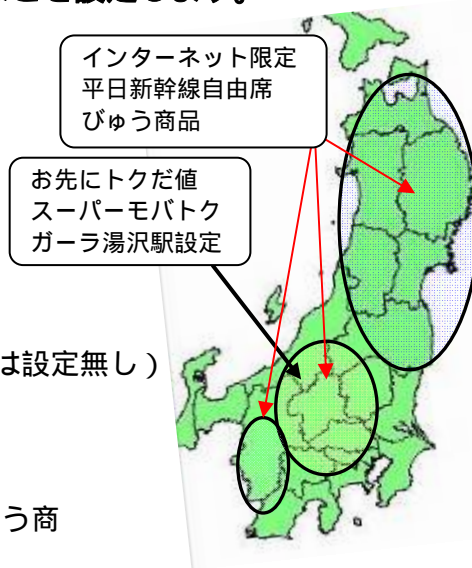 を設定します。
インターネット限定
平日新幹線自由席
びゅう商品
お先にトクだ値
スーパーモバトク
ガーラ湯沢駅設定
は設定無し）
う商